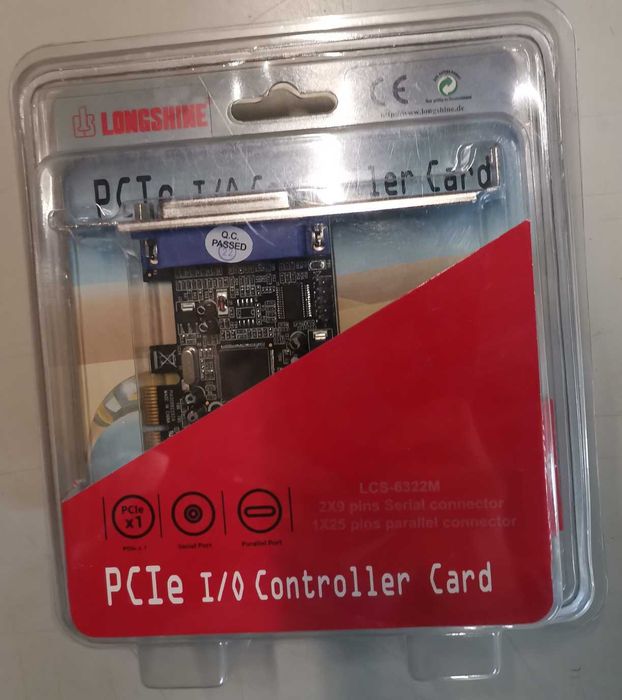 LONGSHINE
CE
http://www.longshine.de
PCIe I/O Controller Card
Q.C.
PASSED
22
PCIe
x1
PCIe x 1
Serial Port
Parallel Port
LCS-6322M
2X9 pins Serial connector
1X25 pins parallel connector
PCIe I/O Controller Card